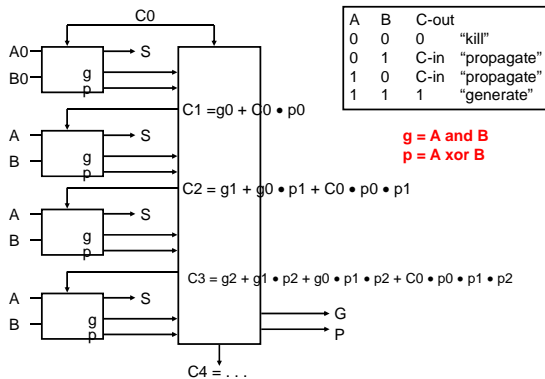 C0
A0
B0
S
g
p
C1 =g0 + C0 • p0
A
B
S
g
p
C2 = g1 + g0 • p1 + C0 • p0 • p1
A
B
S
g
p
C3 = g2 + g1 • p2 + g0 • p1 • p2 + C0 • p0 • p1 • p2
A
B
S
g
p
G
P
C4 = . . .
A B C-out
0 0 0 “kill”
0 1 C-in “propagate”
1 0 C-in “propagate”
1 1 1 “generate”
g = A and B
p = A xor B